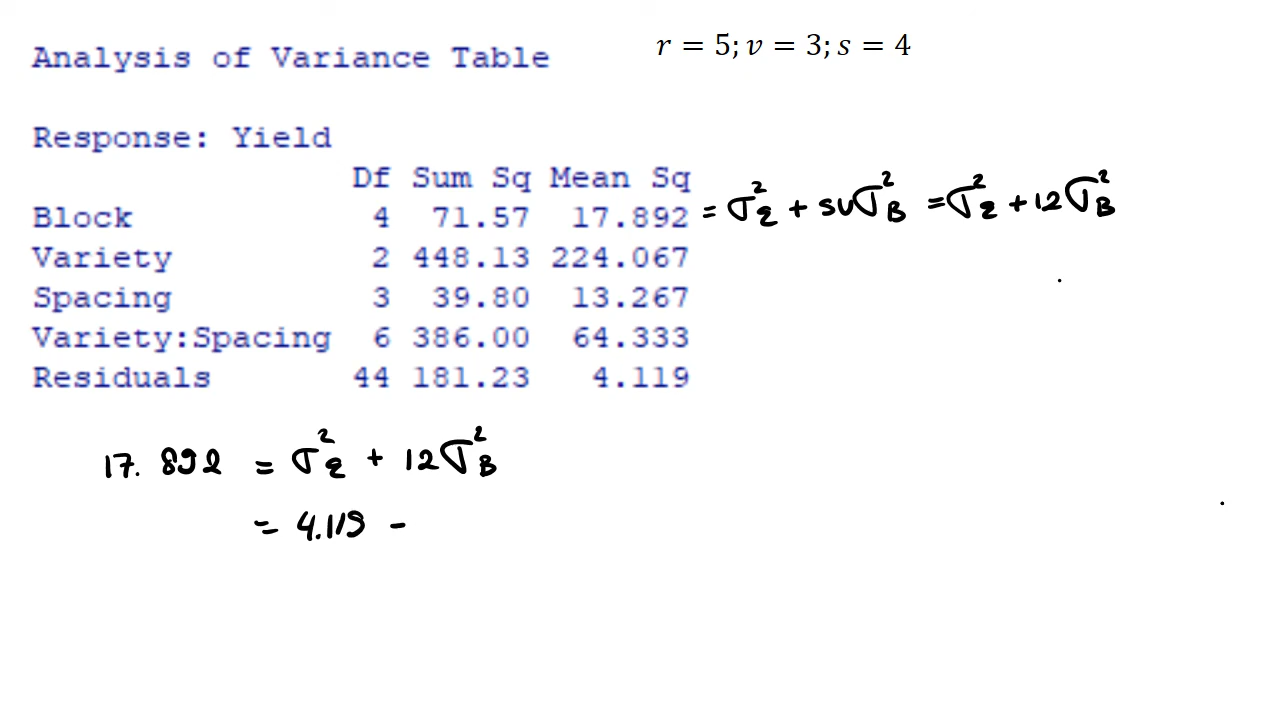 r = 5; v = 3; s = 4
Analysis of Variance Table
Response: Yield
Df Sum Sq Mean Sq
Block 4 71.57 17.892 = σ²ε + svσ²B = σ²ε + 12σ²B
Variety 2 448.13 224.067
Spacing 3 39.80 13.267
Variety:Spacing 6 386.00 64.333
Residuals 44 181.23 4.119
17.892 = σ²ε + 12σ²B
= 4.119 -